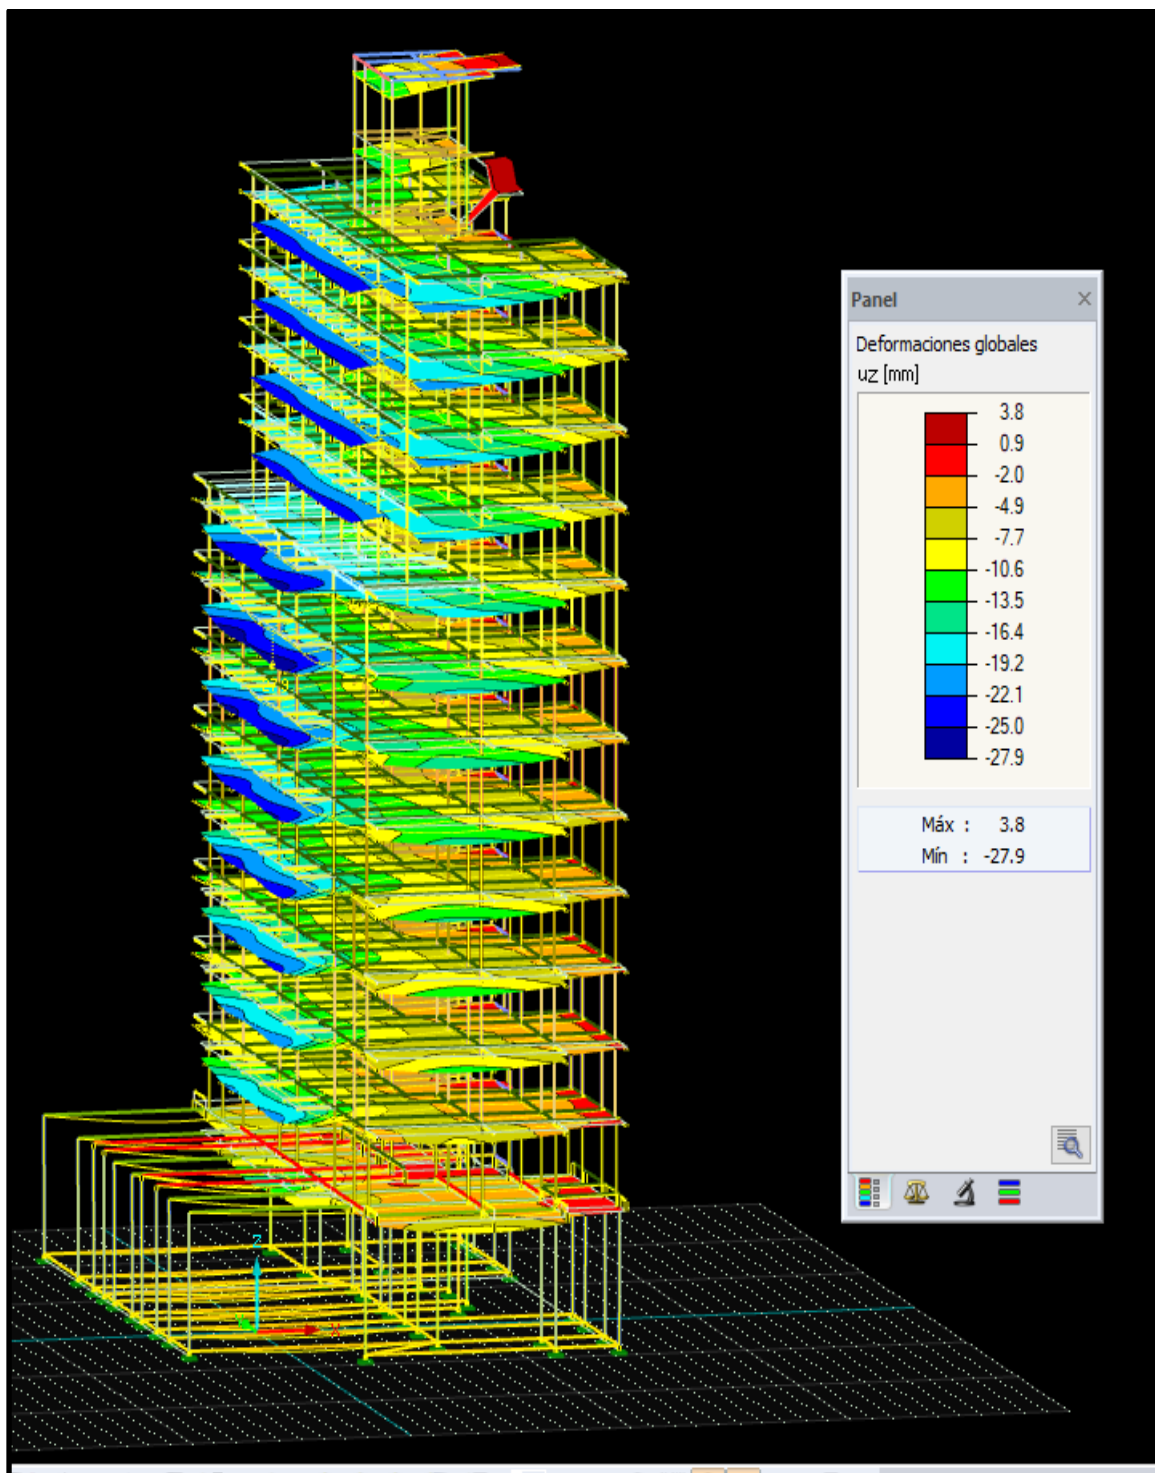 Panel
Deformaciones globales
uz [mm]
3.8
0.9
-2.0
-4.9
-7.7
-10.6
-13.5
-16.4
-19.2
-22.1
-25.0
-27.9
Máx : 3.8
Mín : -27.9
Z
X